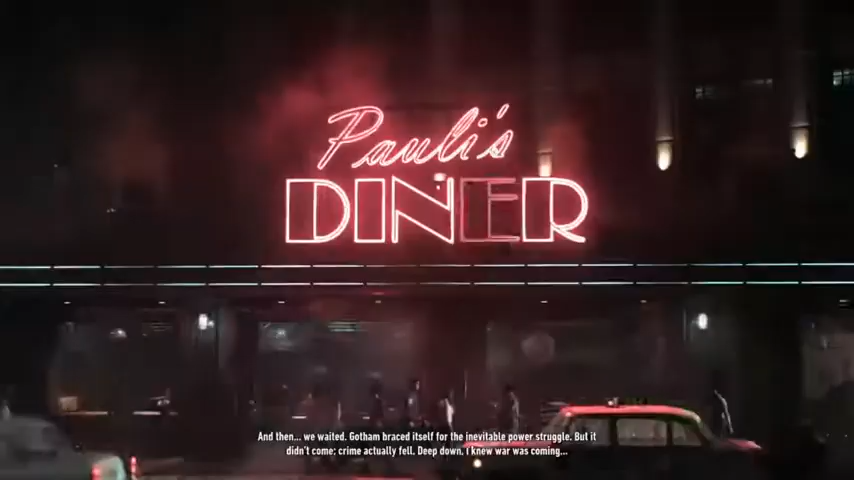 Pauli's
DINER
And then... we waited. Gotham braced itself for the inevitable power struggle. But it
didn't come; crime actually fell. Deep down, I knew war was coming...